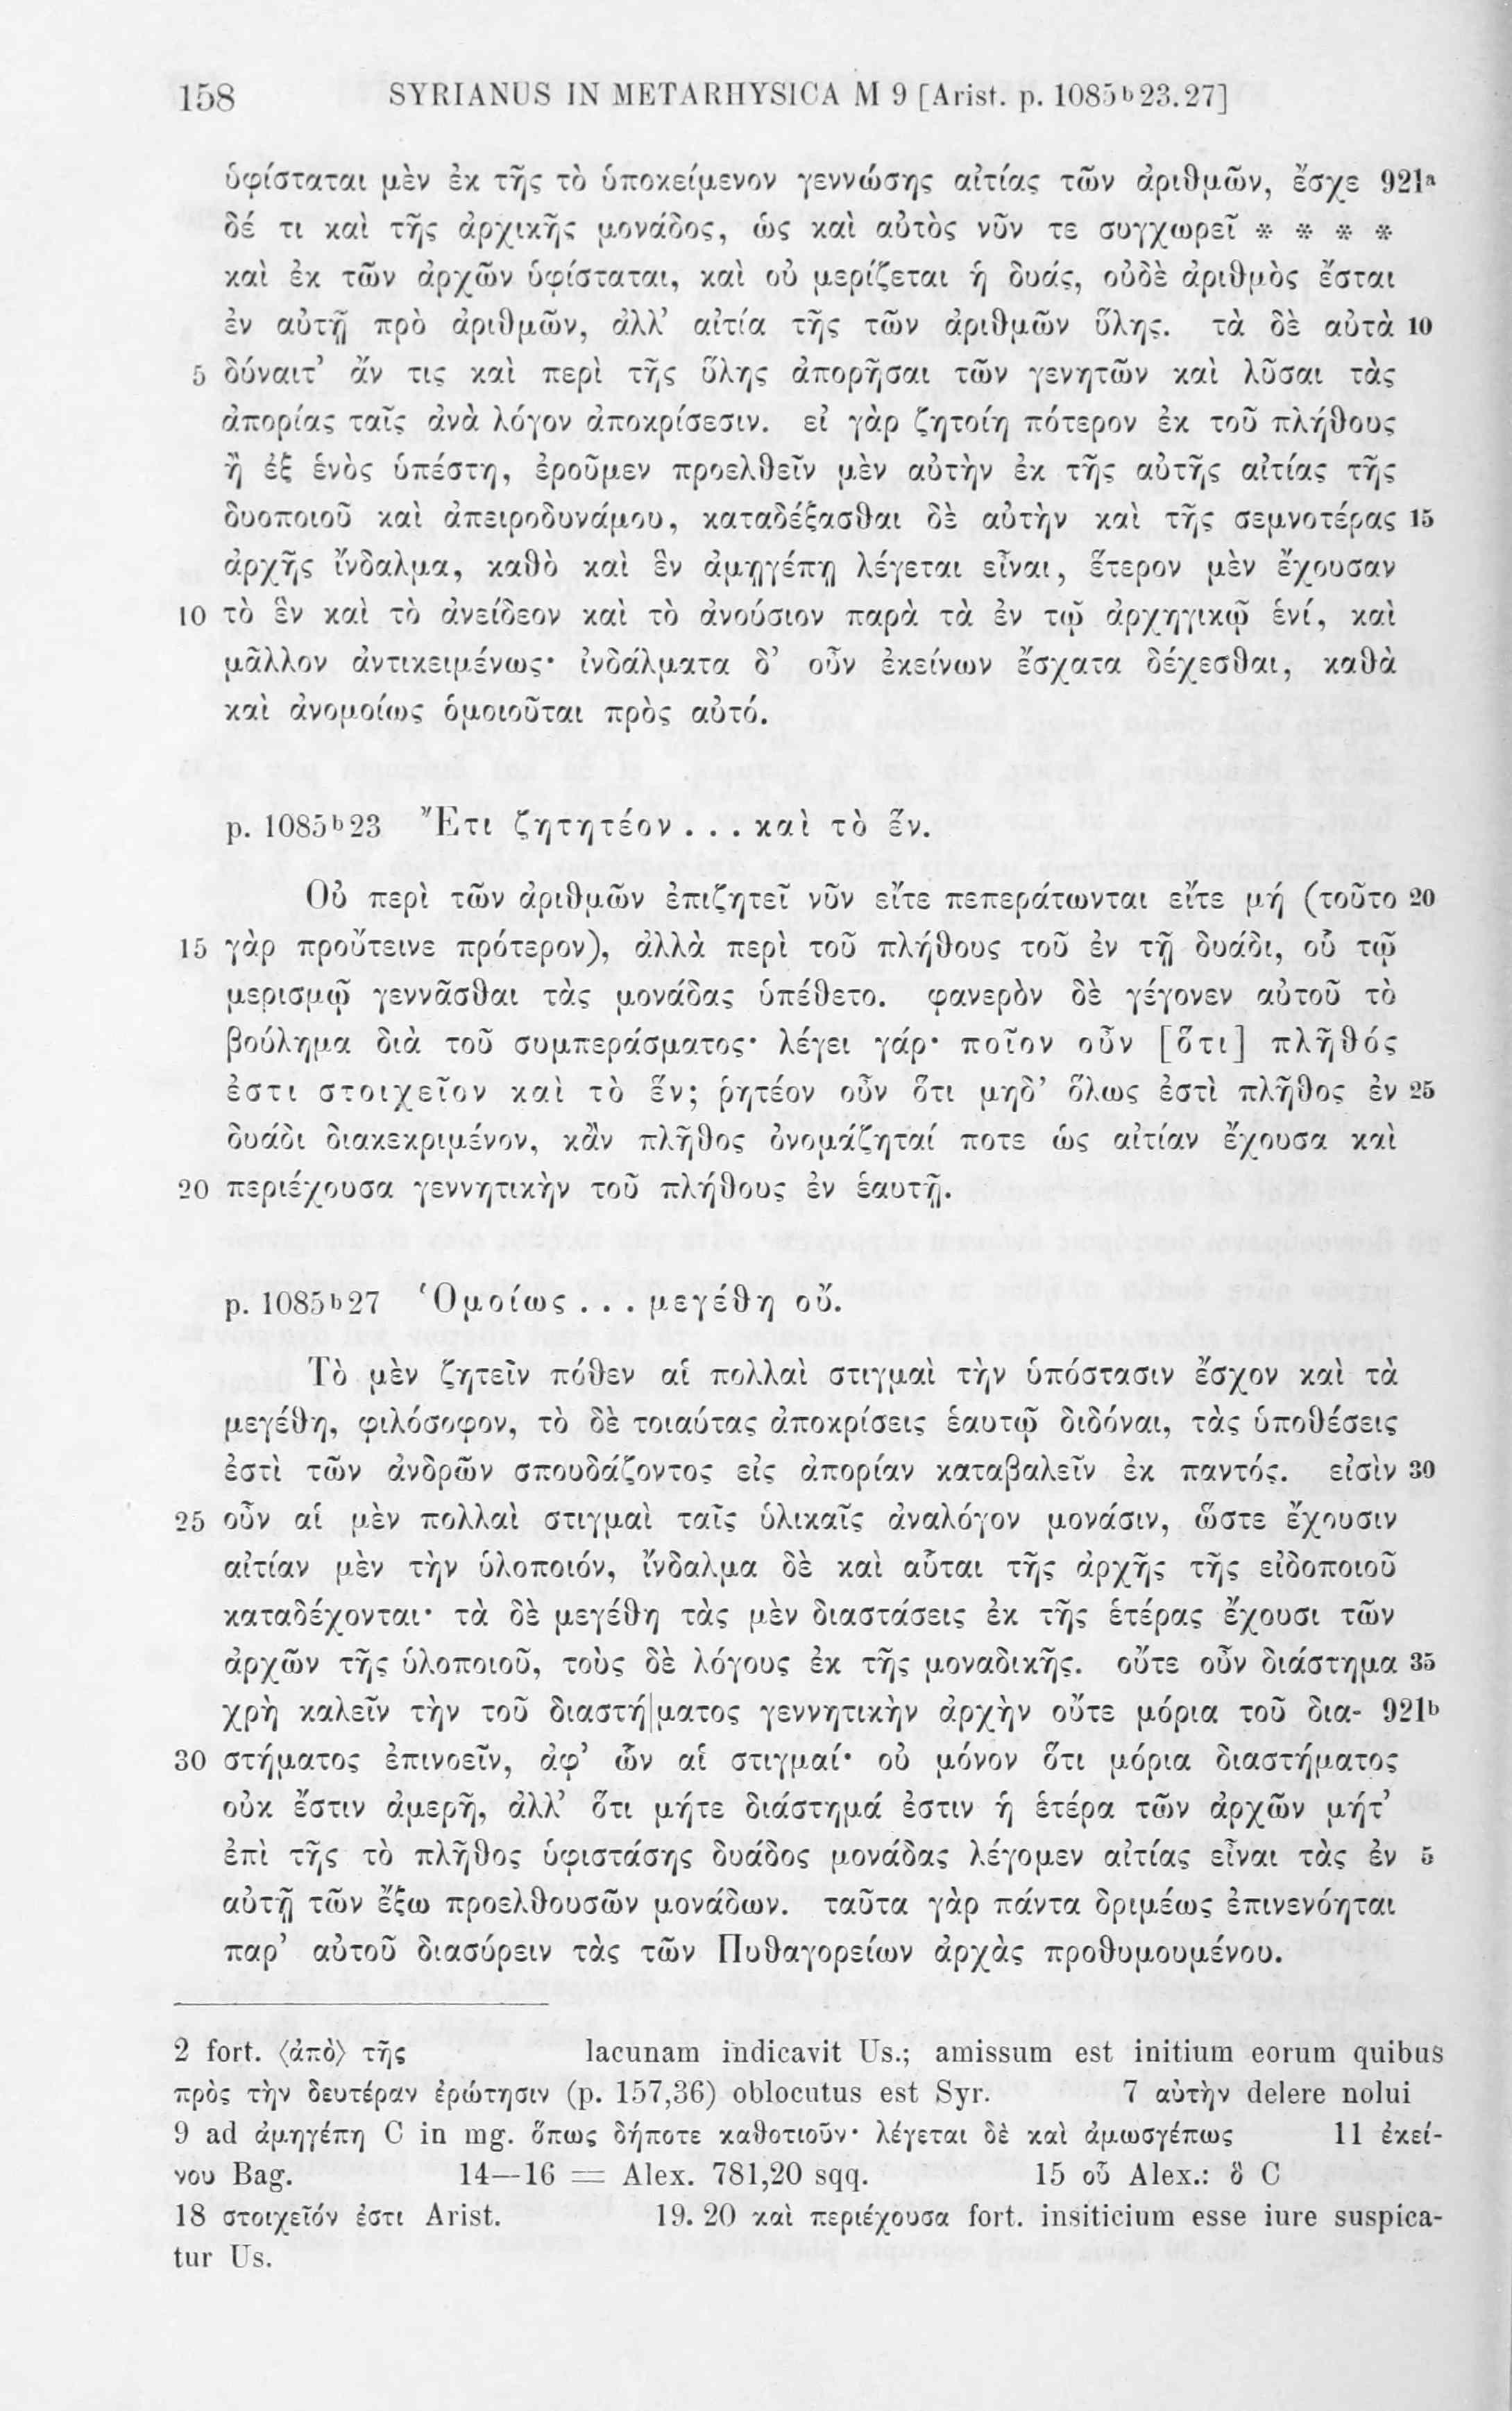 158 SYRIANUS IN METARHYSICA M 9 [Arist. p. 1085ᵇ23.27]
ὑφίσταται μὲν ἐκ τῆς τὸ ὑποκείμενον γεννώσης αἰτίας τῶν ἀριθμῶν, ἔσχε 921ᵃ
δέ τι καὶ τῆς ἀρχικῆς μονάδος, ὡς καὶ αὐτὸς νῦν τε συγχωρεῖ * * * *
καὶ ἐκ τῶν ἀρχῶν ὑφίσταται, καὶ οὐ μερίζεται ἡ δυάς, οὐδὲ ἀριθμὸς ἔσται
ἐν αὐτῇ πρὸ ἀριθμῶν, ἀλλ’ αἰτία τῆς τῶν ἀριθμῶν ὕλης. τὰ δὲ αὐτὰ 10
5 δύναιτ’ ἄν τις καὶ περὶ τῆς ὕλης ἀπορῆσαι τῶν γενητῶν καὶ λῦσαι τὰς
ἀπορίας ταῖς ἀνὰ λόγον ἀποκρίσεσιν. εἰ γὰρ ζητοίη πότερον ἐκ τοῦ πλήθους
ἢ ἐξ ἑνὸς ὑπέστη, ἐροῦμεν προελθεῖν μὲν αὐτὴν ἐκ τῆς αὐτῆς αἰτίας τῆς
δυοποιοῦ καὶ ἀπειροδυνάμου, καταδέξασθαι δὲ αὐτὴν καὶ τῆς σεμνοτέρας 15
ἀρχῆς ἴνδαλμα, καθὸ καὶ ἓν ἀμῃγέπῃ λέγεται εἶναι, ἕτερον μὲν ἔχουσαν
10 τὸ ἓν καὶ τὸ ἀνείδεον καὶ τὸ ἀνούσιον παρὰ τὰ ἐν τῷ ἀρχηγικῷ ἑνί, καὶ
μᾶλλον ἀντικειμένως· ἰνδάλματα δ’ οὖν ἐκείνων ἔσχατα δέχεσθαι, καθὰ
καὶ ἀνομοίως ὁμοιοῦται πρὸς αὐτό.
p. 1085ᵇ23 Ἔτι ζητητέον . . . καὶ τὸ ἕν.
Οὐ περὶ τῶν ἀριθμῶν ἐπιζητεῖ νῦν εἴτε πεπεράτωνται εἴτε μή (τοῦτο 20
15 γὰρ προὔτεινε πρότερον), ἀλλὰ περὶ τοῦ πλήθους τοῦ ἐν τῇ δυάδι, οὗ τῷ
μερισμῷ γεννᾶσθαι τὰς μονάδας ὑπέθετο. φανερὸν δὲ γέγονεν αὐτοῦ τὸ
βούλημα διὰ τοῦ συμπεράσματος· λέγει γάρ· ποῖον οὖν [ὅτι] πλῆθός
ἐστι στοιχεῖον καὶ τὸ ἕν; ῥητέον οὖν ὅτι μηδ’ ὅλως ἐστὶ πλῆθος ἐν 25
δυάδι διακεκριμένον, κἂν πλῆθος ὀνομάζηταί ποτε ὡς αἰτίαν ἔχουσα καὶ
20 περιέχουσα γεννητικὴν τοῦ πλήθους ἐν ἑαυτῇ.
p. 1085ᵇ27 Ὁμοίως . . . μεγέθη οὔ.
Τὸ μὲν ζητεῖν πόθεν αἱ πολλαὶ στιγμαὶ τὴν ὑπόστασιν ἔσχον καὶ τὰ
μεγέθη, φιλόσοφον, τὸ δὲ τοιαύτας ἀποκρίσεις ἑαυτῷ διδόναι, τὰς ὑποθέσεις
ἐστὶ τῶν ἀνδρῶν σπουδάζοντος εἰς ἀπορίαν καταβαλεῖν ἐκ παντός. εἰσὶν 30
25 οὖν αἱ μὲν πολλαὶ στιγμαὶ ταῖς ὑλικαῖς ἀναλόγον μονάσιν, ὥστε ἔχουσιν
αἰτίαν μὲν τὴν ὑλοποιόν, ἴνδαλμα δὲ καὶ αὗται τῆς ἀρχῆς τῆς εἰδοποιοῦ
καταδέχονται· τὰ δὲ μεγέθη τὰς μὲν διαστάσεις ἐκ τῆς ἑτέρας ἔχουσι τῶν
ἀρχῶν τῆς ὑλοποιοῦ, τοὺς δὲ λόγους ἐκ τῆς μοναδικῆς. οὔτε οὖν διάστημα 35
χρὴ καλεῖν τὴν τοῦ διαστή|ματος γεννητικὴν ἀρχὴν οὔτε μόρια τοῦ δια- 921ᵇ
30 στήματος ἐπινοεῖν, ἀφ’ ὧν αἱ στιγμαί· οὐ μόνον ὅτι μόρια διαστήματος
οὐκ ἔστιν ἀμερῆ, ἀλλ’ ὅτι μήτε διάστημά ἐστιν ἡ ἑτέρα τῶν ἀρχῶν μήτ’
ἐπὶ τῆς τὸ πλῆθος ὑφιστάσης δυάδος μονάδας λέγομεν αἰτίας εἶναι τὰς ἐν 5
αὐτῇ τῶν ἔξω προελθουσῶν μονάδων. ταῦτα γὰρ πάντα δριμέως ἐπινενόηται
παρ’ αὐτοῦ διασύρειν τὰς τῶν Πυθαγορείων ἀρχὰς προθυμουμένου.
2 fort. ⟨ἀπὸ⟩ τῆς lacunam indicavit Us.; amissum est initium eorum quibus
πρὸς τὴν δευτέραν ἐρώτησιν (p. 157,36) oblocutus est Syr. 7 αὐτὴν delere nolui
9 ad ἀμηγέπη C in mg. ὅπως δήποτε καθοτιοῦν· λέγεται δὲ καὶ ἀμωσγέπως 11 ἐκεί-
νου Bag. 14—16 = Alex. 781,20 sqq. 15 οὗ Alex.: ὃ C
18 στοιχεῖόν ἐστι Arist. 19. 20 καὶ περιέχουσα fort. insiticium esse iure suspica-
tur Us.